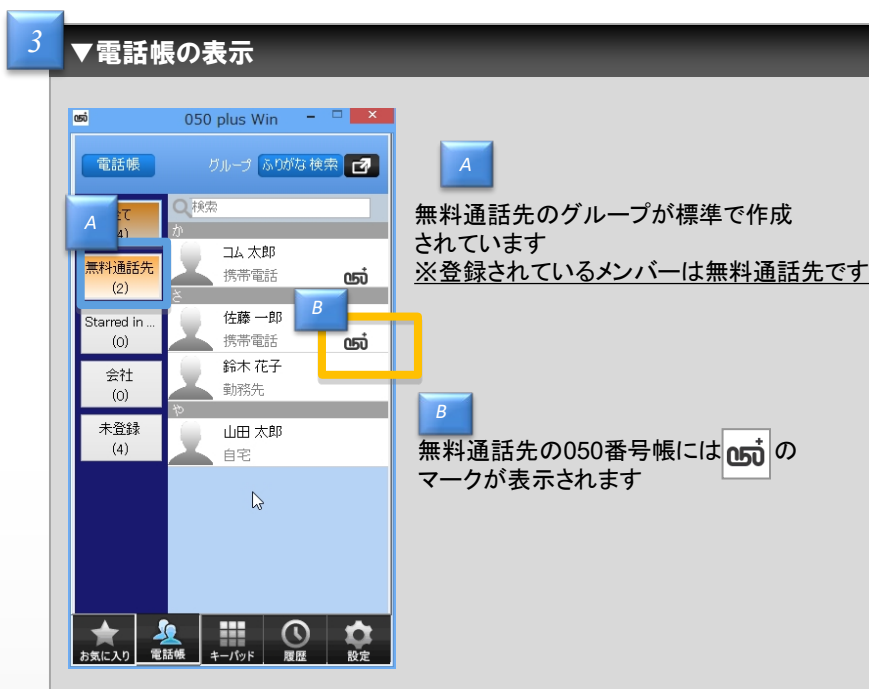 3
▼電話帳の表示
050 plus Win
電話帳
グループ
ふりがな 検索
A
(4)
無料通話先
(2)
Starred in ...
(0)
会社
(0)
未登録
(4)
検索
か
コム 太郎
携帯電話
050+
さ
佐藤 一郎
携帯電話
B
050+
鈴木 花子
勤務先
や
山田 太郎
自宅
お気に入り
電話帳
キーパッド
履歴
設定
A
無料通話先のグループが標準で作成
されています
※登録されているメンバーは無料通話先です
B
無料通話先の050番号帳には 050+ の
マークが表示されます